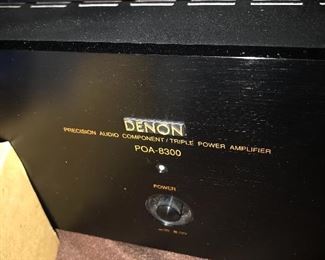 DENON
PRECISION AUDIO COMPONENT / TRIPLE POWER AMPLIFIER
POA-8300
POWER